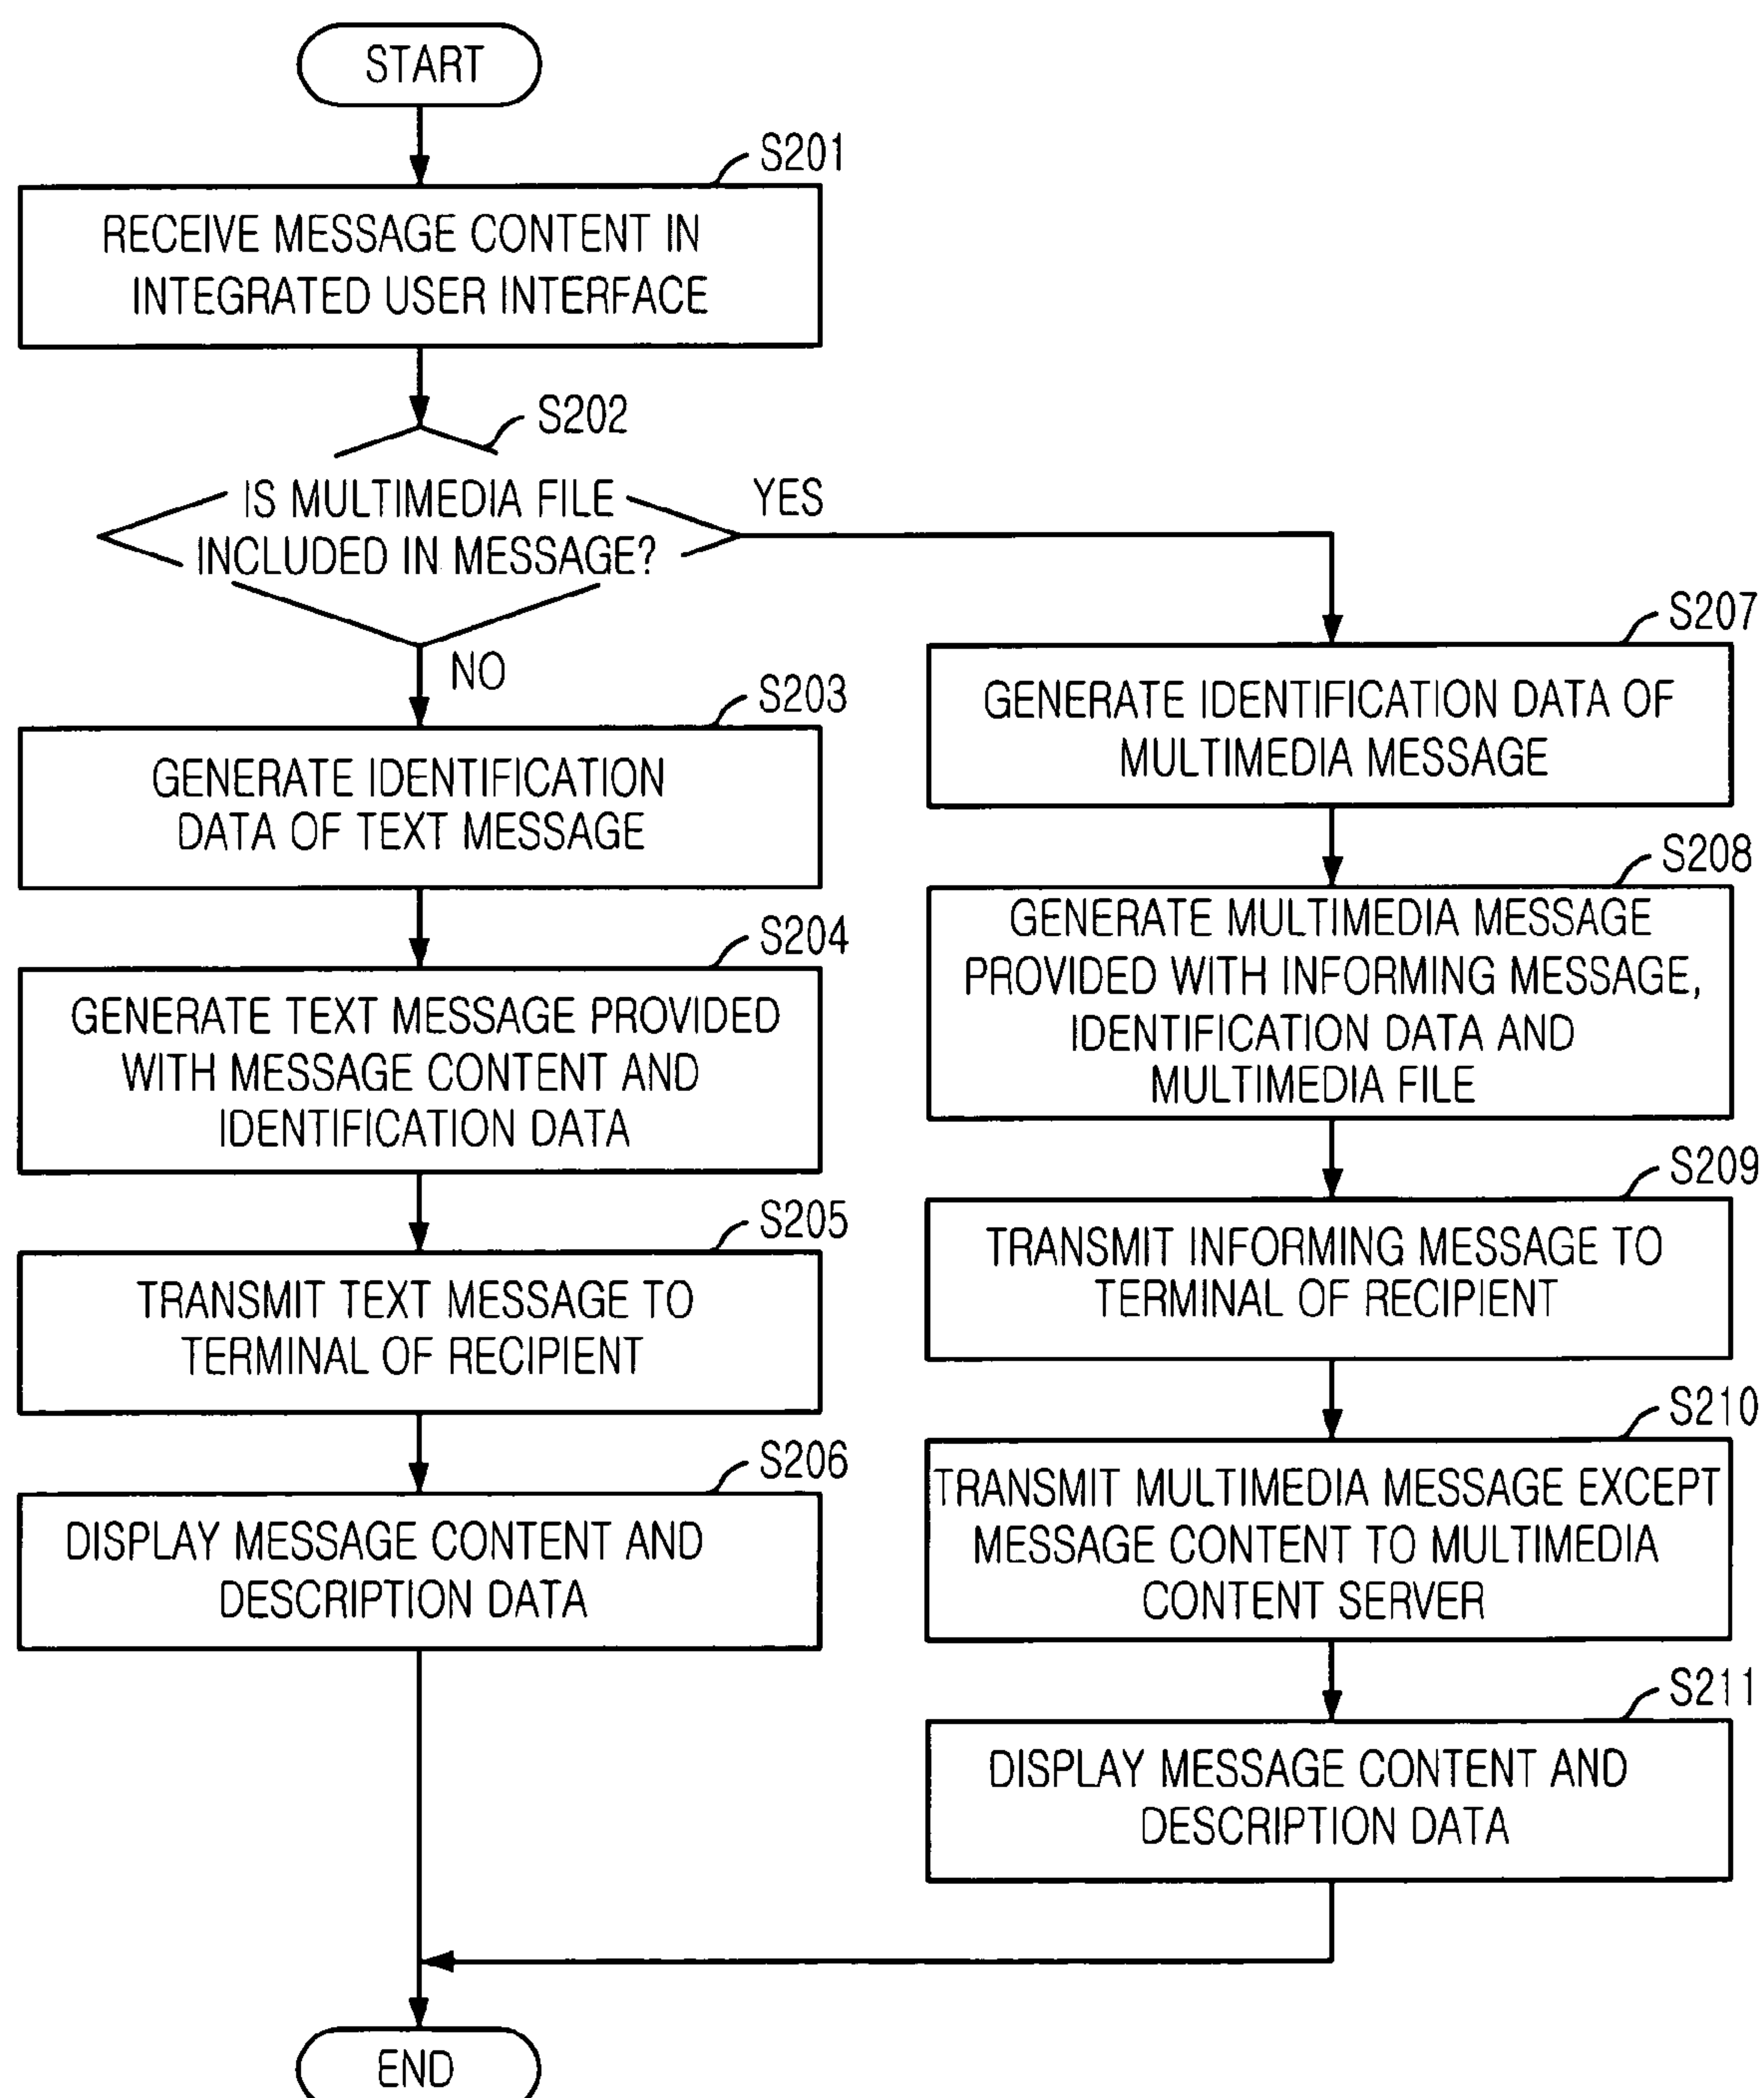 START
S201
RECEIVE MESSAGE CONTENT IN
INTEGRATED USER INTERFACE
S202
IS MULTIMEDIA FILE
INCLUDED IN MESSAGE?
YES
NO
S203
GENERATE IDENTIFICATION
DATA OF TEXT MESSAGE
S204
GENERATE TEXT MESSAGE PROVIDED
WITH MESSAGE CONTENT AND
IDENTIFICATION DATA
S205
TRANSMIT TEXT MESSAGE TO
TERMINAL OF RECIPIENT
S206
DISPLAY MESSAGE CONTENT AND
DESCRIPTION DATA
S207
GENERATE IDENTIFICATION DATA OF
MULTIMEDIA MESSAGE
S208
GENERATE MULTIMEDIA MESSAGE
PROVIDED WITH INFORMING MESSAGE,
IDENTIFICATION DATA AND
MULTIMEDIA FILE
S209
TRANSMIT INFORMING MESSAGE TO
TERMINAL OF RECIPIENT
S210
TRANSMIT MULTIMEDIA MESSAGE EXCEPT
MESSAGE CONTENT TO MULTIMEDIA
CONTENT SERVER
S211
DISPLAY MESSAGE CONTENT AND
DESCRIPTION DATA
END